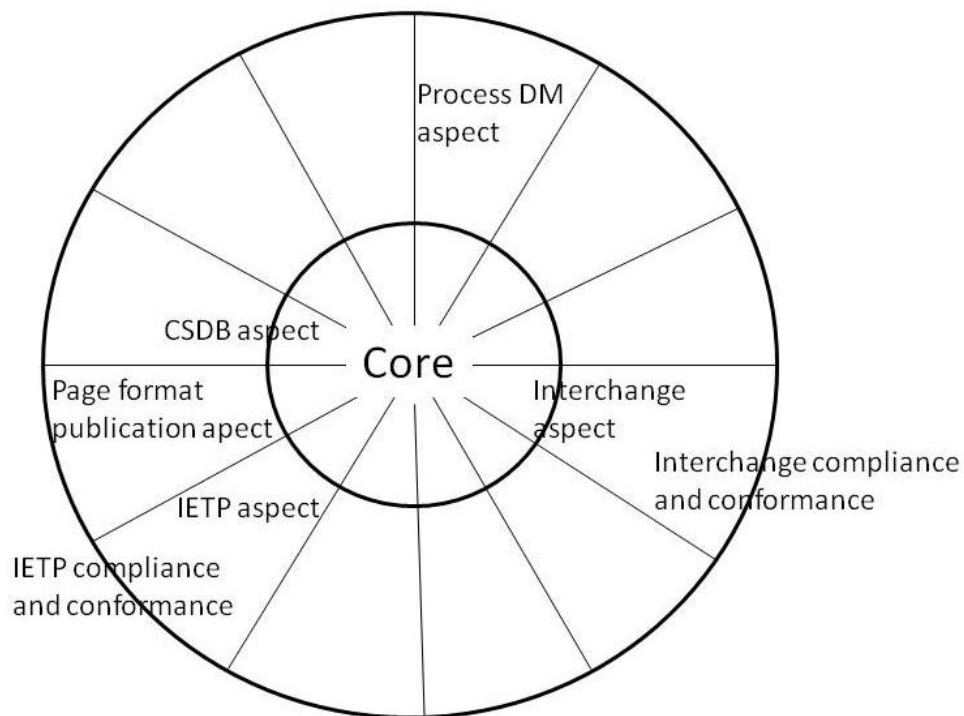 Process DM
aspect
CSDB aspect
Core
Page format
publication apect
Interchange
aspect
Interchange compliance
and conformance
IETP aspect
IETP compliance
and conformance